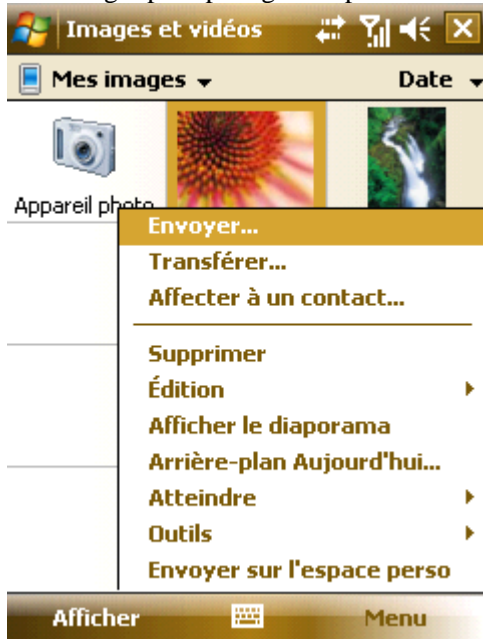 Images et vidéos
Mes images
Date
Appareil photo
Envoyer...
Transférer...
Affecter à un contact...
Supprimer
Édition
Afficher le diaporama
Arrière-plan Aujourd'hui...
Atteindre
Outils
Envoyer sur l'espace perso
Afficher
Menu